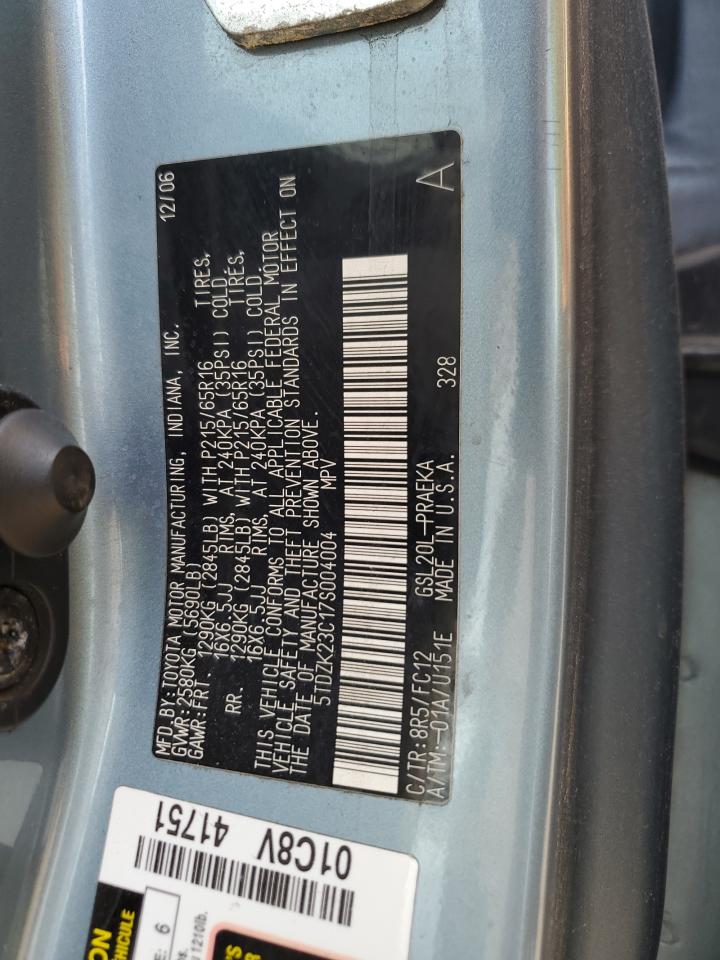 MFD.BY:TOYOTA MOTOR MANUFACTURING, INDIANA, INC. 12/06
GVWR:2580KG (5690LB)
GAWR:FRT 1290KG (2845LB) WITH P215/65R16 TIRES,
16X6.5JJ RIMS, AT 240KPA (35PSI) COLD
RR. 1290KG (2845LB) WITH P215/65R16 TIRES,
16X6.5JJ RIMS, AT 240KPA (35PSI) COLD.
THIS VEHICLE CONFORMS TO ALL APPLICABLE FEDERAL MOTOR
VEHICLE SAFETY AND THEFT PREVENTION STANDARDS IN EFFECT ON
THE DATE OF MANUFACTURE SHOWN ABOVE.
5TDZK23C17S004004 MPV
C/TR:8R5/FC12 GSL20L-PRAEKA 328 A
A/TM:-01A/U151E MADE IN U.S.A.
01C8V 41751
6
1210lb.